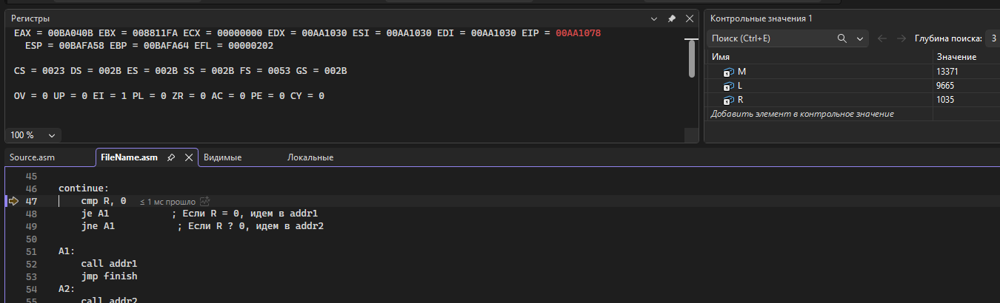 Регистры
EAX = 00BA040B EBX = 008811FA ECX = 00000000 EDX = 00AA1030 ESI = 00AA1030 EDI = 00AA1030 EIP = 00AA1078
ESP = 00BAFA58 EBP = 00BAFA64 EFL = 00000202
CS = 0023 DS = 002B ES = 002B SS = 002B FS = 0053 GS = 002B
OV = 0 UP = 0 EI = 1 PL = 0 ZR = 0 AC = 0 PE = 0 CY = 0
100 %
Контрольные значения 1
Поиск (Ctrl+E) Глубина поиска: 3
Имя Значение
M 13371
L 9665
R 1035
Добавить элемент в контрольное значение
Source.asm FileName.asm Видимые Локальные
45
46 continue:
47 cmp R, 0 ≤ 1 мс прошло
48 je A1 ; Если R = 0, идем в addr1
49 jne A1 ; Если R ? 0, идем в addr2
50
51 A1:
52 call addr1
53 jmp finish
54 A2:
55 call addr2